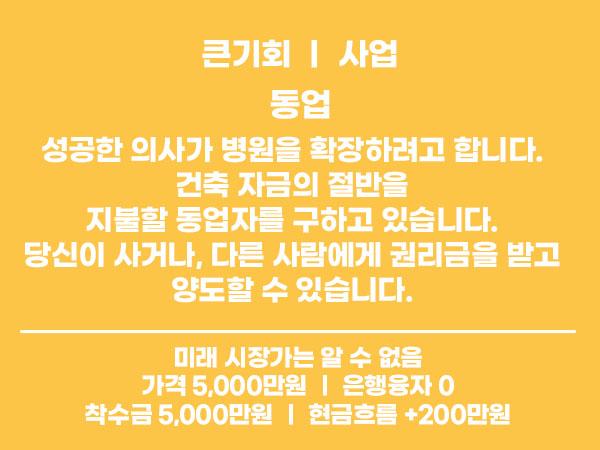 큰기회 ㅣ 사업
동업
성공한 의사가 병원을 확장하려고 합니다.
건축 자금의 절반을
지불할 동업자를 구하고 있습니다.
당신이 사거나, 다른 사람에게 권리금을 받고
양도할 수 있습니다.
미래 시장가는 알 수 없음
가격 5,000만원 ㅣ 은행융자 0
착수금 5,000만원 ㅣ 현금흐름 +200만원